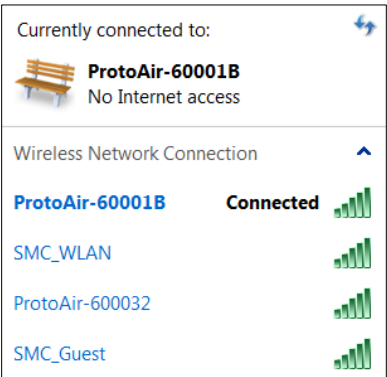 Currently connected to:
ProtoAir-60001B
No Internet access
Wireless Network Connection
ProtoAir-60001B Connected
SMC_WLAN
ProtoAir-600032
SMC_Guest